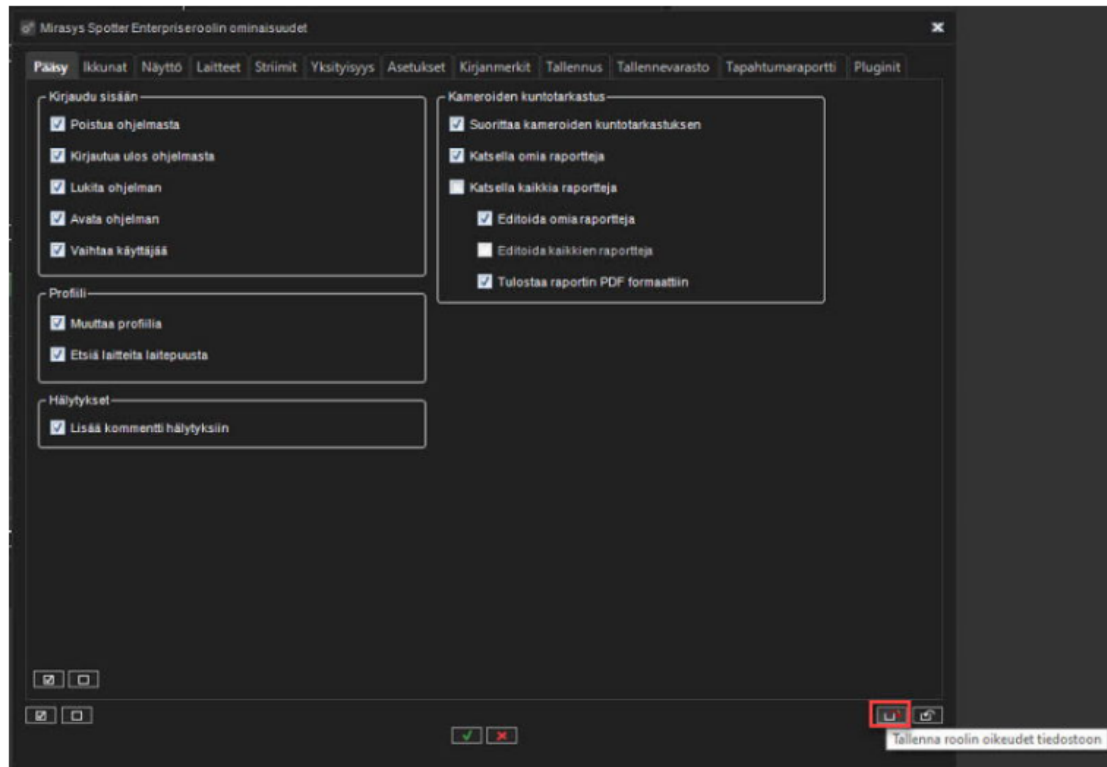 Mirasys Spotter Enterpriseroolin ominaisuudet
Pääsy Ikkunat Näyttö Laitteet Striimit Yksityisyys Asetukset Kirjanmerkit Tallennus Tallennevarasto Tapahtumaraportti Pluginit
Kirjaudu sisään
Poistua ohjelmasta
Kirjautua ulos ohjelmasta
Lukita ohjelman
Avata ohjelman
Vaihtaa käyttäjää
Profiili
Muuttaa profiilia
Etsiä laitteita laitepuusta
Hälytykset
Lisää kommentti hälytyksiin
Kameroiden kuntotarkastus
Suorittaa kameroiden kuntotarkastuksen
Katsella omia raportteja
Katsella kaikkia raportteja
Editoida omia raportteja
Editoida kaikkien raportteja
Tulostaa raportin PDF formaattiin
Tallenna roolin oikeudet tiedostoon